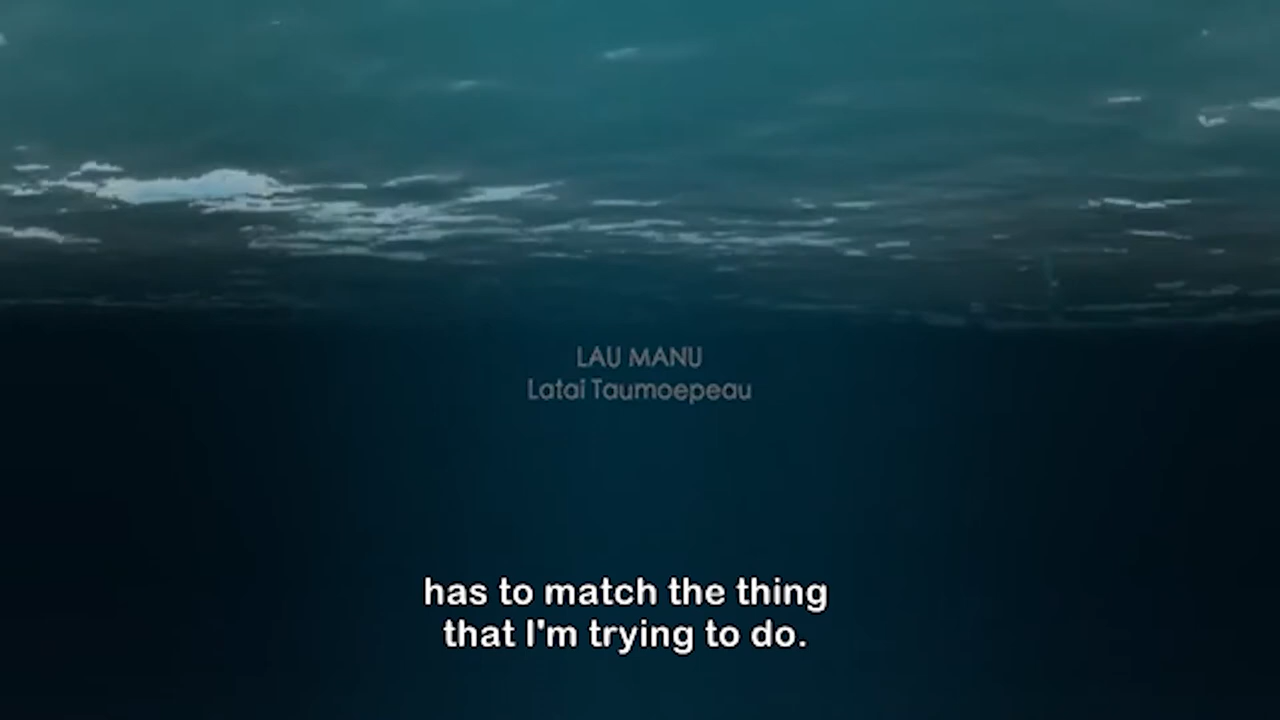 LAU MANU
Latai Taumoepeau
has to match the thing
that I'm trying to do.